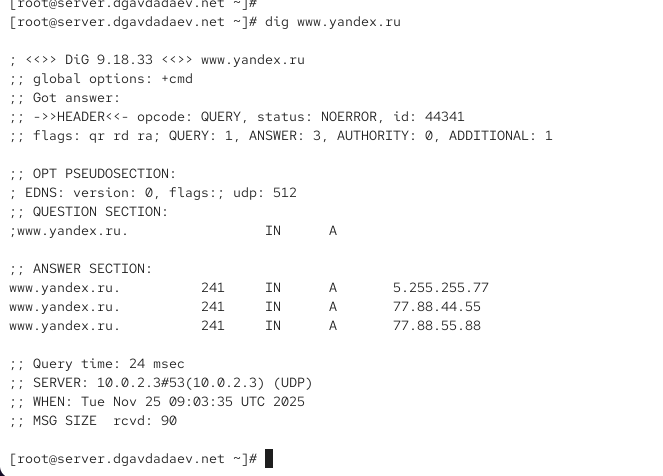 [root@server.dgavdadaev.net ~]#
[root@server.dgavdadaev.net ~]# dig www.yandex.ru
; <<>> DiG 9.18.33 <<>> www.yandex.ru
;; global options: +cmd
;; Got answer:
;; ->>HEADER<<- opcode: QUERY, status: NOERROR, id: 44341
;; flags: qr rd ra; QUERY: 1, ANSWER: 3, AUTHORITY: 0, ADDITIONAL: 1
;; OPT PSEUDOSECTION:
; EDNS: version: 0, flags:; udp: 512
;; QUESTION SECTION:
;www.yandex.ru. IN A
;; ANSWER SECTION:
www.yandex.ru. 241 IN A 5.255.255.77
www.yandex.ru. 241 IN A 77.88.44.55
www.yandex.ru. 241 IN A 77.88.55.88
;; Query time: 24 msec
;; SERVER: 10.0.2.3#53(10.0.2.3) (UDP)
;; WHEN: Tue Nov 25 09:03:35 UTC 2025
;; MSG SIZE  rcvd: 90
[root@server.dgavdadaev.net ~]#